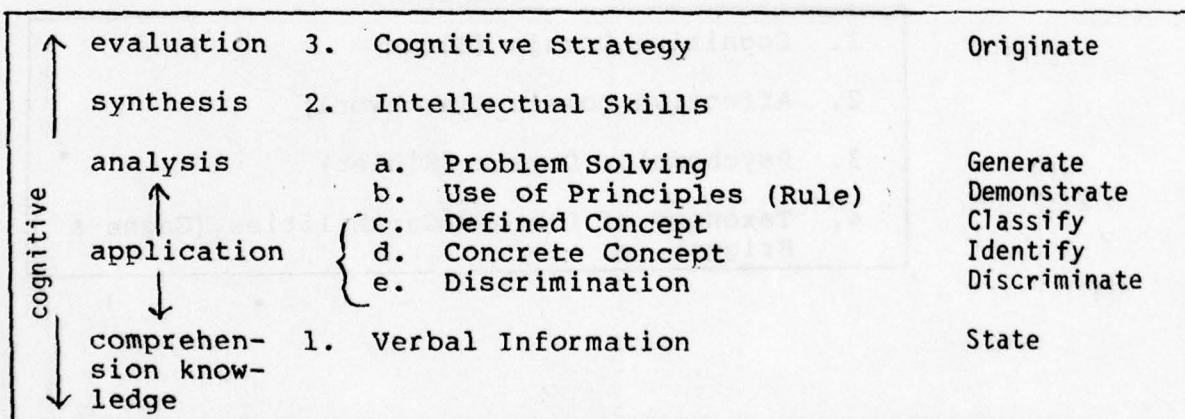 evaluation 3. Cognitive Strategy Originate
synthesis 2. Intellectual Skills
analysis a. Problem Solving Generate
b. Use of Principles (Rule) Demonstrate
c. Defined Concept Classify
application d. Concrete Concept Identify
e. Discrimination Discriminate
cognitive
comprehen- 1. Verbal Information State
sion know-
ledge